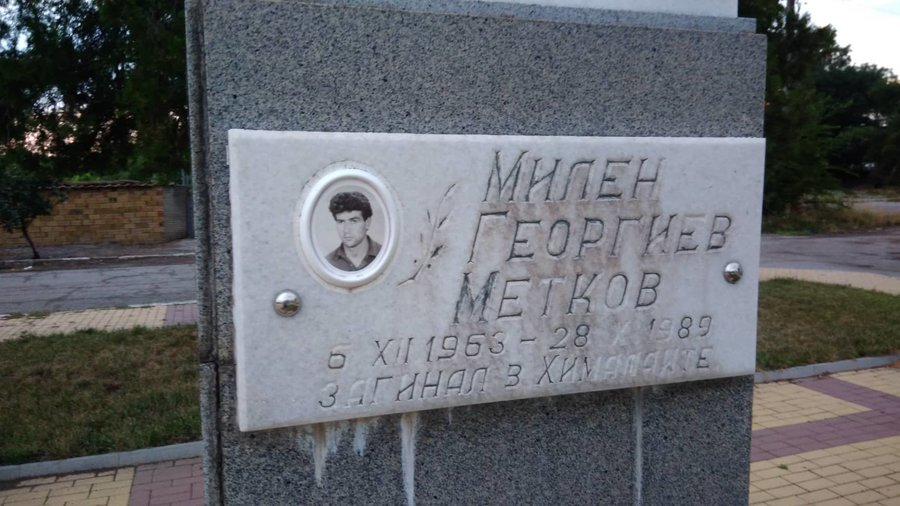 МИЛЕН
ГЕОРГИЕВ
МЕТКОВ
6 XII 1963 - 28 X 1989
ЗАГИНАЛ В ХИМАЛАИТЕ